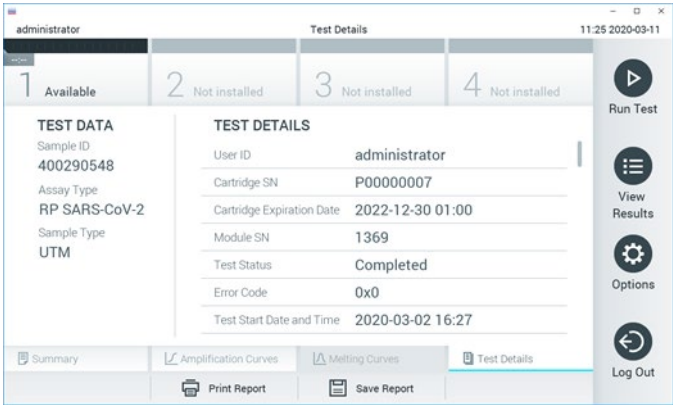 administrator
Test Details
11:25 2020-03-11
--:--
1 Available
2 Not installed
3 Not installed
4 Not installed
TEST DATA
Sample ID
400290548
Assay Type
RP SARS-CoV-2
Sample Type
UTM
TEST DETAILS
User ID administrator
Cartridge SN P00000007
Cartridge Expiration Date 2022-12-30 01:00
Module SN 1369
Test Status Completed
Error Code 0x0
Test Start Date and Time 2020-03-02 16:27
Run Test
View
Results
Options
Log Out
Summary
Amplification Curves
Melting Curves
Test Details
Print Report
Save Report